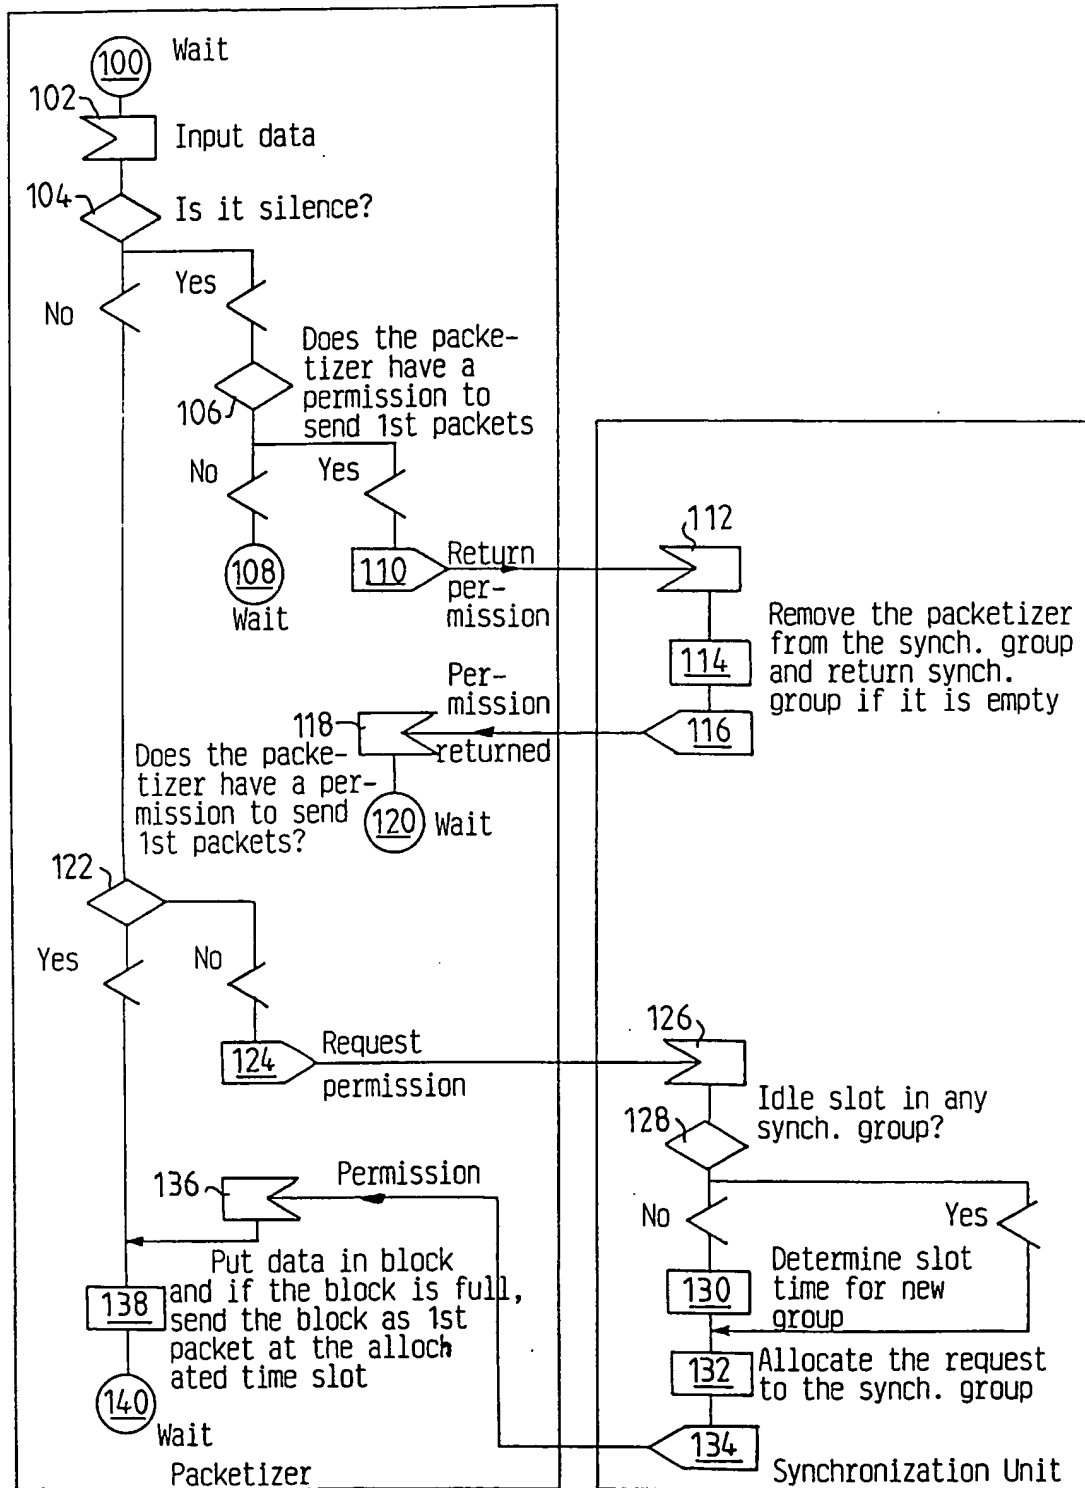 100
Wait
102
Input data
104
Is it silence?
No
Yes
Does the packe-
tizer have a
permission to
send 1st packets
106
No
Yes
108
Wait
110
Return
per-
mission
112
Remove the packetizer
from the synch. group
and return synch.
group if it is empty
114
116
Per-
mission
returned
118
120
Wait
Does the packe-
tizer have a per-
mission to send
1st packets?
122
Yes
No
124
Request
permission
126
Idle slot in any
synch. group?
128
No
Yes
Determine slot
time for new
group
130
Allocate the request
to the synch. group
132
134
Permission
136
Put data in block
and if the block is full,
send the block as 1st
packet at the alloch
ated time slot
138
140
Wait
Packetizer
Synchronization Unit